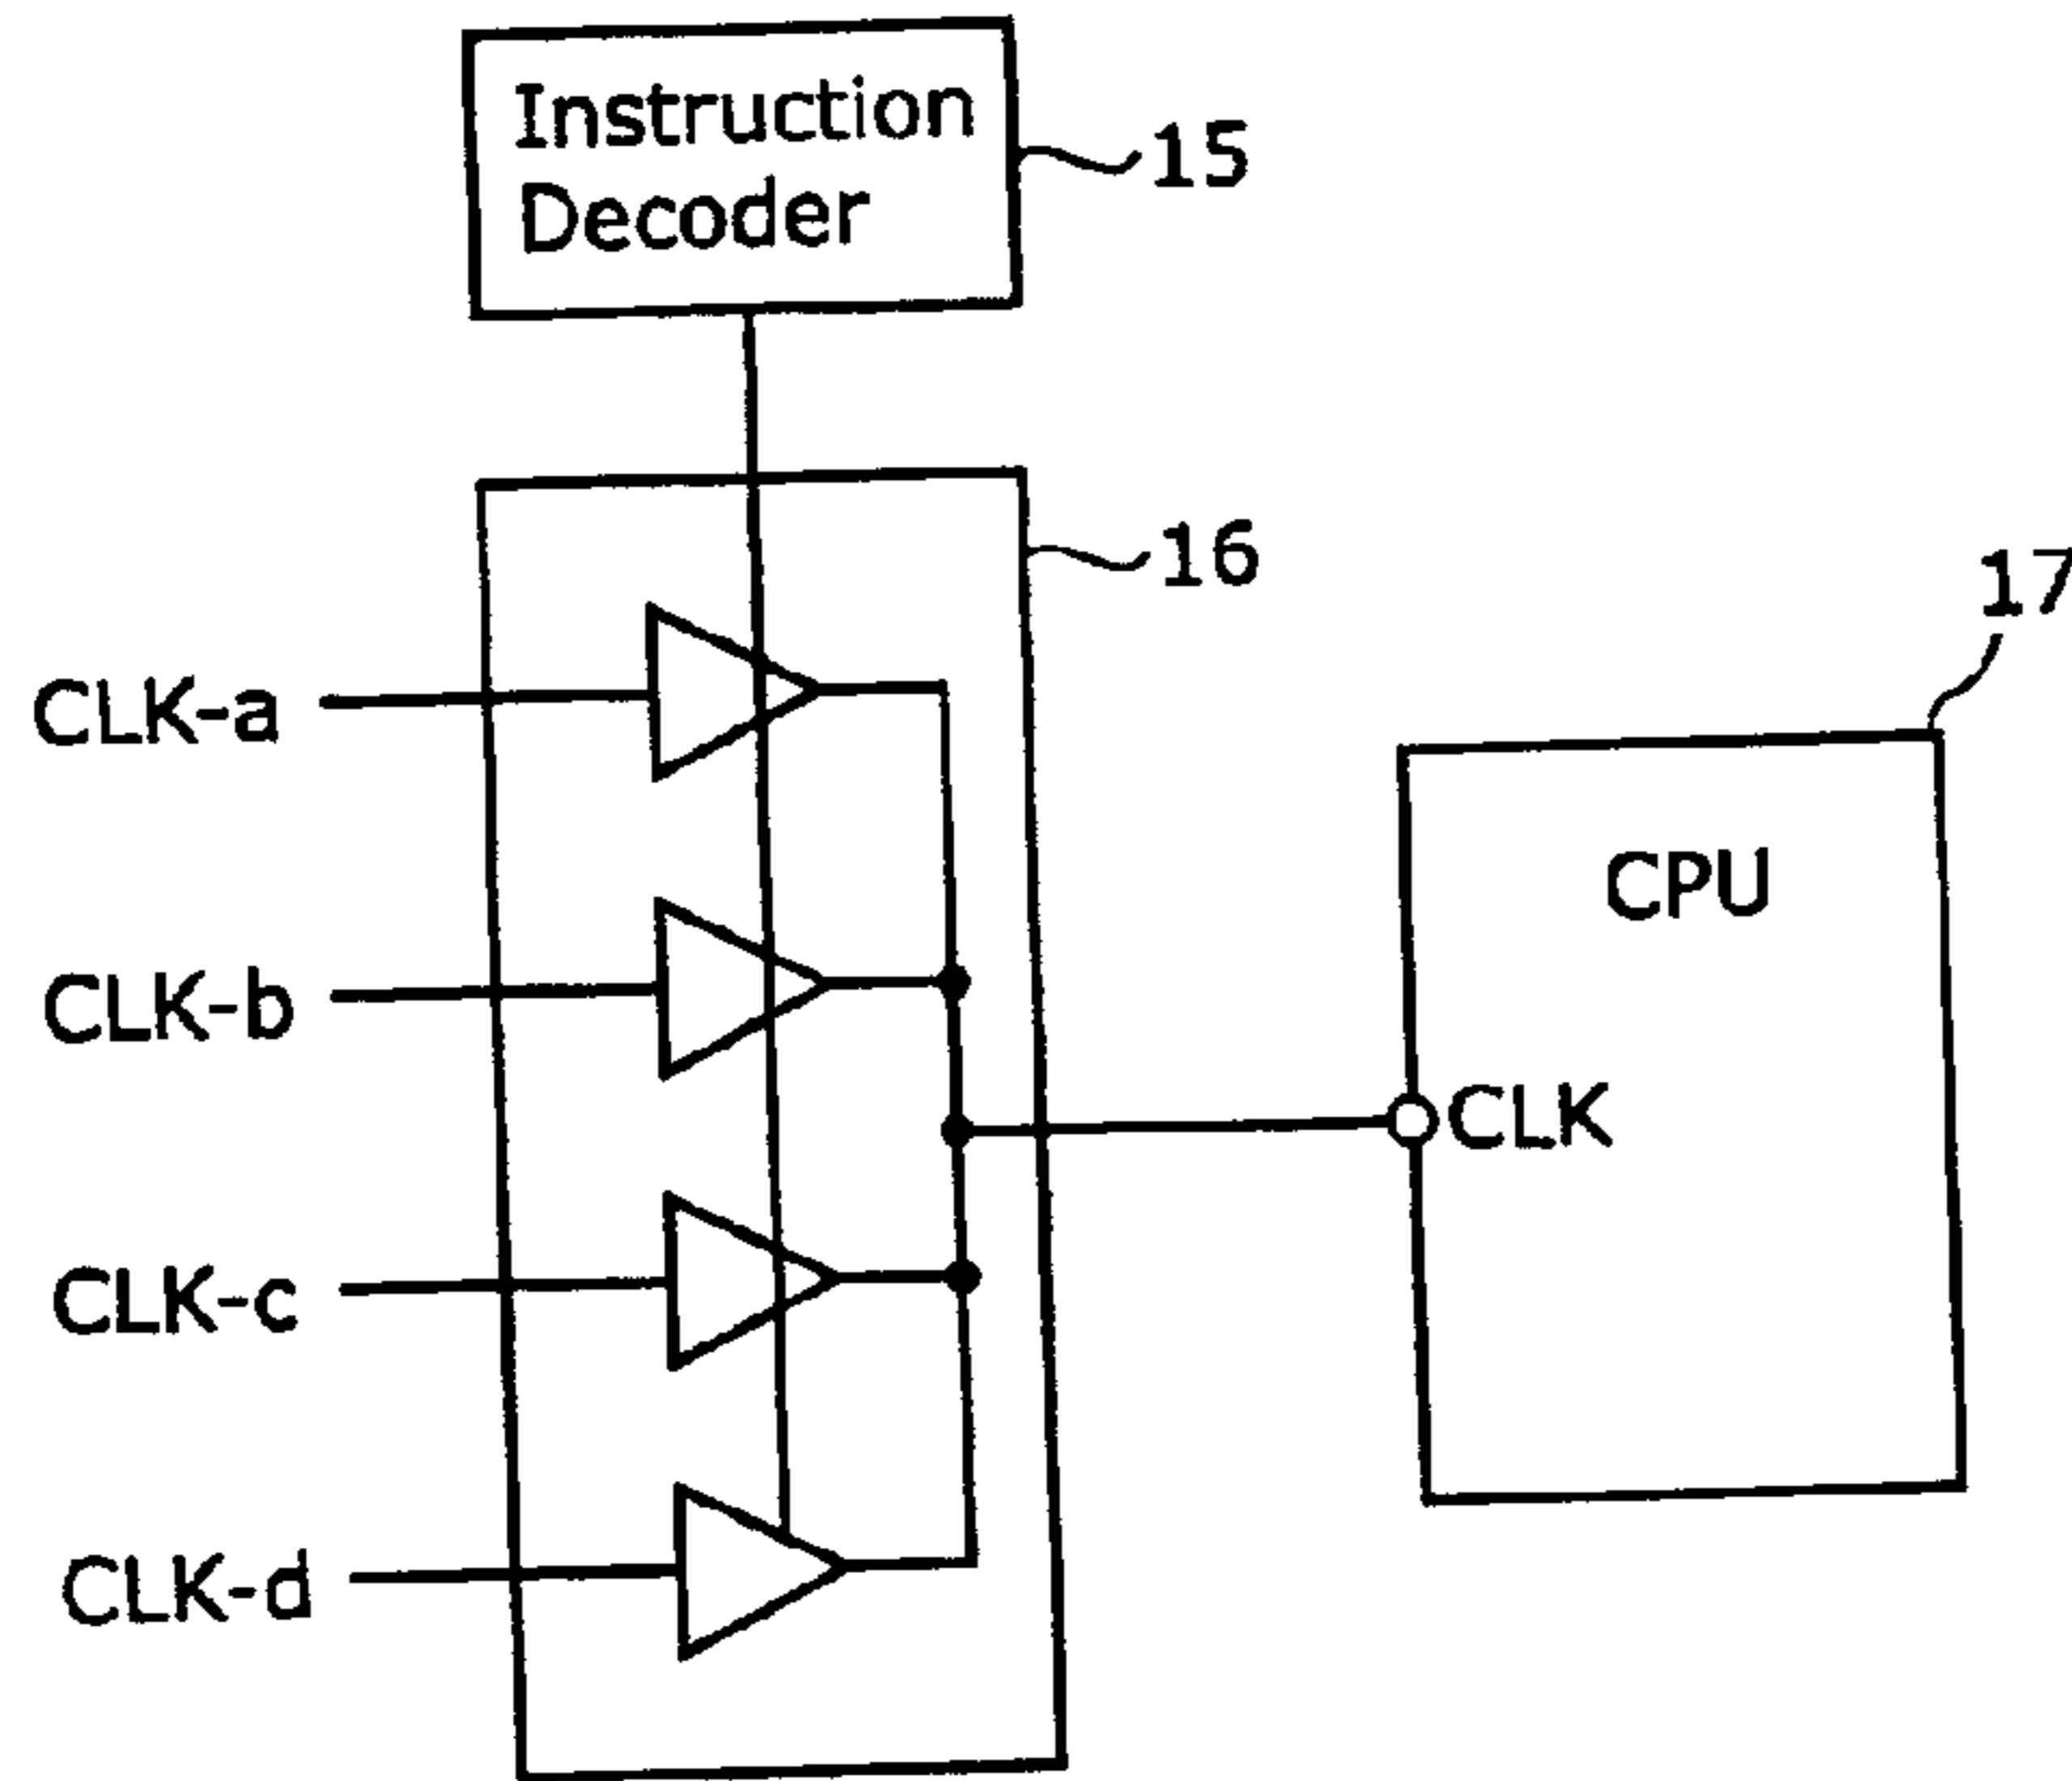 Instruction
Decoder
15
16
17
CLK-a
CPU
CLK-b
CLK
CLK-c
CLK-d